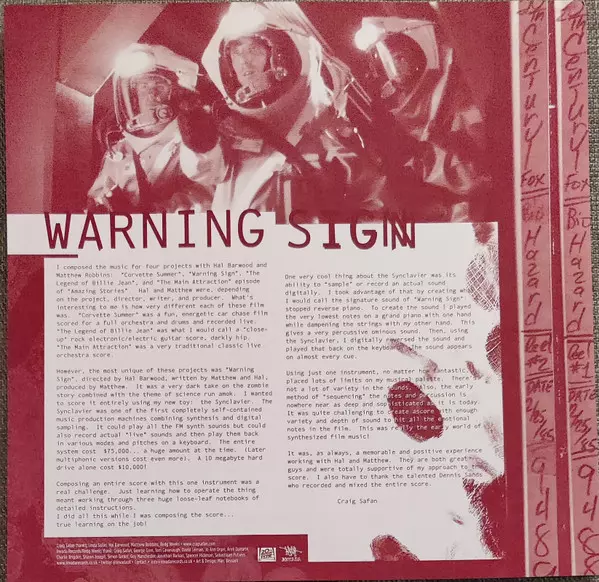 WARNING SIGN
I composed the music for four projects with Hal Barwood and
Matthew Robbins: "Corvette Summer", "Warning Sign", "The
Legend of Billie Jean", and "The Main Attraction" episode
of "Amazing Stories" Hal and Matthew were, depending
on the project, director, writer, and producer. What's
interesting to me is how very different each of these film
was. "Corvette Summer" was a fun, energetic car chase film
scored for a full orchestra and drums and recorded live.
"The Legend of Billie Jean" was what I would call a "close-
up" rock electronic/electric guitar score, darkly hip.
"The Main Attraction" was a very traditional classic live
orchestra score.
However, the most unique of these projects was "Warning
Sign", directed by Hal Barwood, written by Matthew and Hal,
produced by Matthew. It was a very dark take on the zombie
story combined with the theme of science run amok. I wanted
to score it entirely using my new toy: the Synclavier. The
Synclavier was one of the first completely self-contained
music production machines combining synthesis and digital
sampling. It could play all the FM synth sounds but could
also record actual "live" sounds and then play them back
in various modes and pitches on a keyboard. The entire
system cost $75,000... a huge amount at the time. (Later
multiphonic versions cost even more). A 10 megabyte hard
drive alone cost $10,000!
Composing an entire score with this one instrument was a
real challenge. Just learning how to operate the thing
meant working through three huge loose-leaf notebooks of
detailed instructions.
I did all this while I was composing the score...
true learning on the job!
One very cool thing about the Synclavier was its
ability to "sample" or record an actual sound
digitally. I took advantage of that by creating what
I would call the signature sound of "Warning Sign",
stopped reverse piano. To create the sound I played
the very lowest notes on a grand piano with one hand
while dampening the strings with my other hand. This
gives a very percussive ominous sound. Then, using
the Synclavier, I digitally reversed the sound and
played that back on the keyboard. The sound appears
on almost every cue.
Using just one instrument, no matter how fantastic,
placed lots of limits on my music palette. There is
not a lot of variety in the sounds. Also, the early
method of "sequencing" the notes and percussion is
nowhere near as deep and sophisticated as it is today.
It was quite challenging to create a score with enough
variety and depth of sound to hit all the emotional
notes in the film. This was really the early world of
synthesized film music!
It was, as always, a memorable and positive experience
working with Hal and Matthew. They are both great
guys and were totally supportive of my approach to the
score. I also have to thank the talented Dennis Sands
who recorded and mixed the entire score.
Craig Safan
20th Century Fox
Bio Hazard
Reel #2
DATE
948
20th Century Fox
Bio Hazard
Reel #1
DATE
948